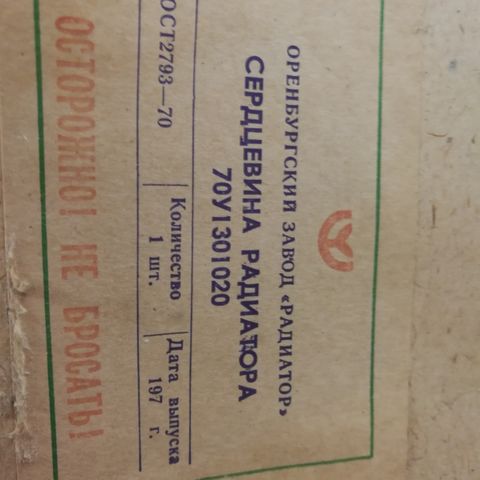 ОРЕНБУРГСКИЙ ЗАВОД «РАДИАТОР»
СЕРДЦЕВИНА РАДИАТОРА
70У1301020
ОСТ2793—70
Количество
1 шт.
Дата выпуска
197 г.
ОСТОРОЖНО! НЕ БРОСАТЬ!